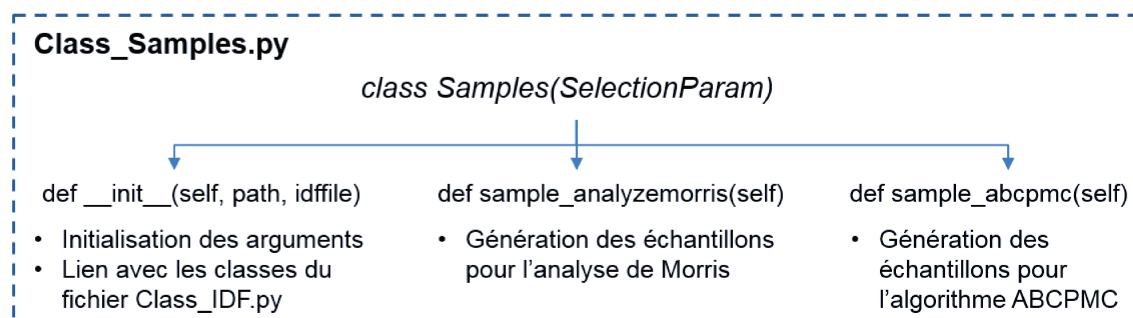 Class_Samples.py
class Samples(SelectionParam)
def __init__(self, path, idffile)
• Initialisation des arguments
• Lien avec les classes du
fichier Class_IDF.py
def sample_analyzemorris(self)
• Génération des échantillons
pour l'analyse de Morris
def sample_abcpmc(self)
• Génération des
échantillons pour
l'algorithme ABCPMC